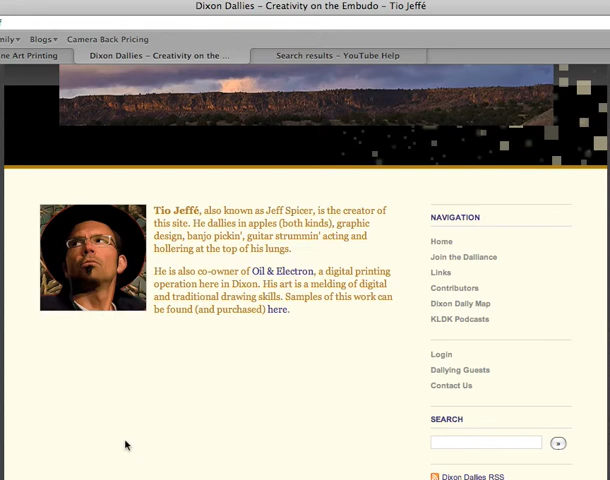 Dixon Dallies – Creativity on the Embudo – Tio Jeffé
mily▾ Blogs▾ Camera Back Pricing
ne Art Printing Dixon Dallies – Creativity on the ... Search results – YouTube Help
Tio Jeffé, also known as Jeff Spicer, is the creator of
this site. He dallies in apples (both kinds), graphic
design, banjo pickin', guitar strummin' acting and
hollering at the top of his lungs.
He is also co-owner of Oil & Electron, a digital printing
operation here in Dixon. His art is a melding of digital
and traditional drawing skills. Samples of this work can
be found (and purchased) here.
NAVIGATION
Home
Join the Dalliance
Links
Contributors
Dixon Daily Map
KLDK Podcasts
Login
Dallying Guests
Contact Us
SEARCH
»
Dixon Dallies RSS